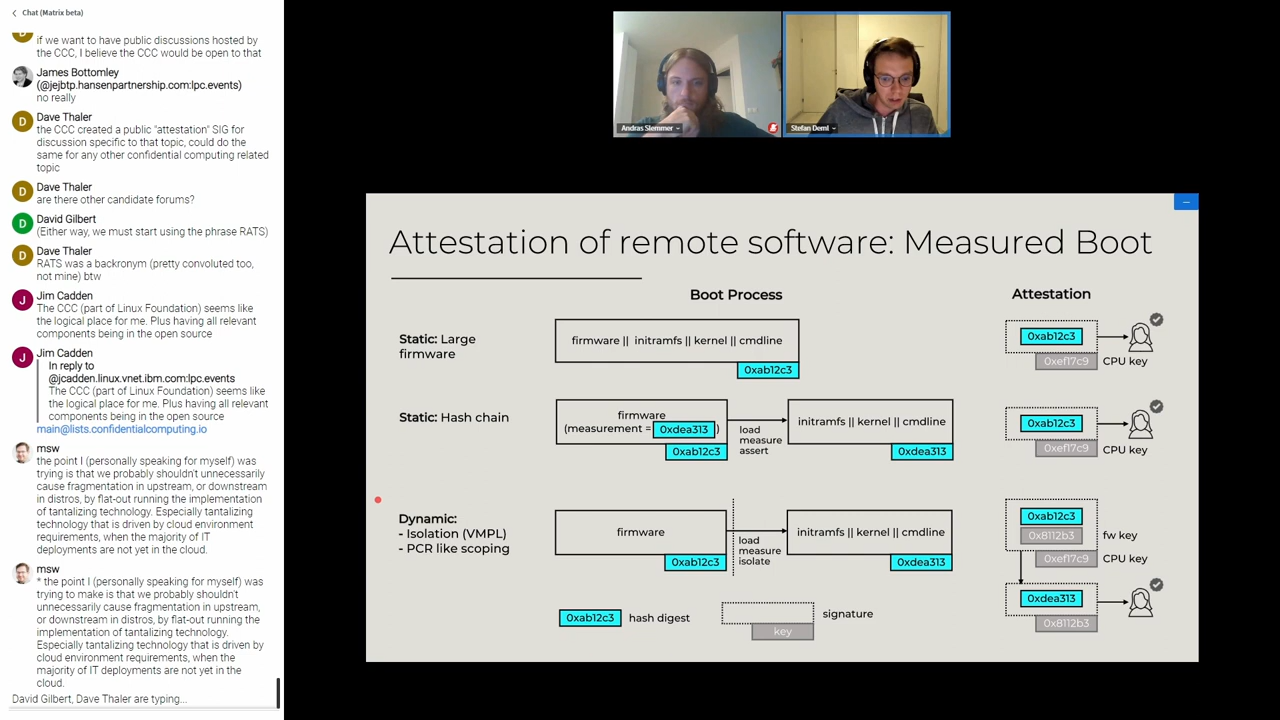 Chat (Matrix beta)
D
if we want to have public discussions hosted
by the CCC, I believe the CCC would be open to that
James Bottomley
(@jejbtp.hansenpartnership.com:lpc.events)
no really
D
Dave Thaler
the CCC created a public "attestation" SIG for
discussion specific to that topic, could do the
same for any other confidential computing related
topic
D
Dave Thaler
are there other candidate forums?
D
David Gilbert
(Either way, we must start using the phrase RATS)
D
Dave Thaler
RATS was a backronym (pretty convoluted too,
not mine) btw
J
Jim Cadden
The CCC (part of Linux Foundation) seems like
the logical place for me. Plus having all relevant
components being in the open source
J
Jim Cadden
In reply to
@jcadden.linux.vnet.ibm.com:lpc.events
The CCC (part of Linux Foundation) seems like
the logical place for me. Plus having all relevant
components being in the open source
main@lists.confidentialcomputing.io
msw
the point I (personally speaking for myself) was
trying is that we probably shouldn't unnecessarily
cause fragmentation in upstream, or downstream
in distros, by flat-out running the implementation
of tantalizing technology. Especially tantalizing
technology that is driven by cloud environment
requirements, when the majority of IT
deployments are not yet in the cloud.
msw
* the point I (personally speaking for myself) was
trying to make is that we probably shouldn't
unnecessarily cause fragmentation in upstream,
or downstream in distros, by flat-out running the
implementation of tantalizing technology.
Especially tantalizing technology that is driven by
cloud environment requirements, when the
majority of IT deployments are not yet in the
cloud.
David Gilbert, Dave Thaler are typing...
Andras Slemmer
Stefan Deml
Attestation of remote software: Measured Boot
Boot Process
Attestation
Static: Large
firmware
firmware || initramfs || kernel || cmdline
0xab12c3
0xab12c3
0xef17c9
CPU key
Static: Hash chain
firmware
(measurement = 0xdea313 )
0xab12c3
load
measure
assert
initramfs || kernel || cmdline
0xdea313
0xab12c3
0xef17c9
CPU key
Dynamic:
- Isolation (VMPL)
- PCR like scoping
firmware
0xab12c3
load
measure
isolate
initramfs || kernel || cmdline
0xdea313
0xab12c3
0x8112b3
fw key
0xef17c9
CPU key
0xdea313
0x8112b3
0xab12c3
hash digest
key
signature